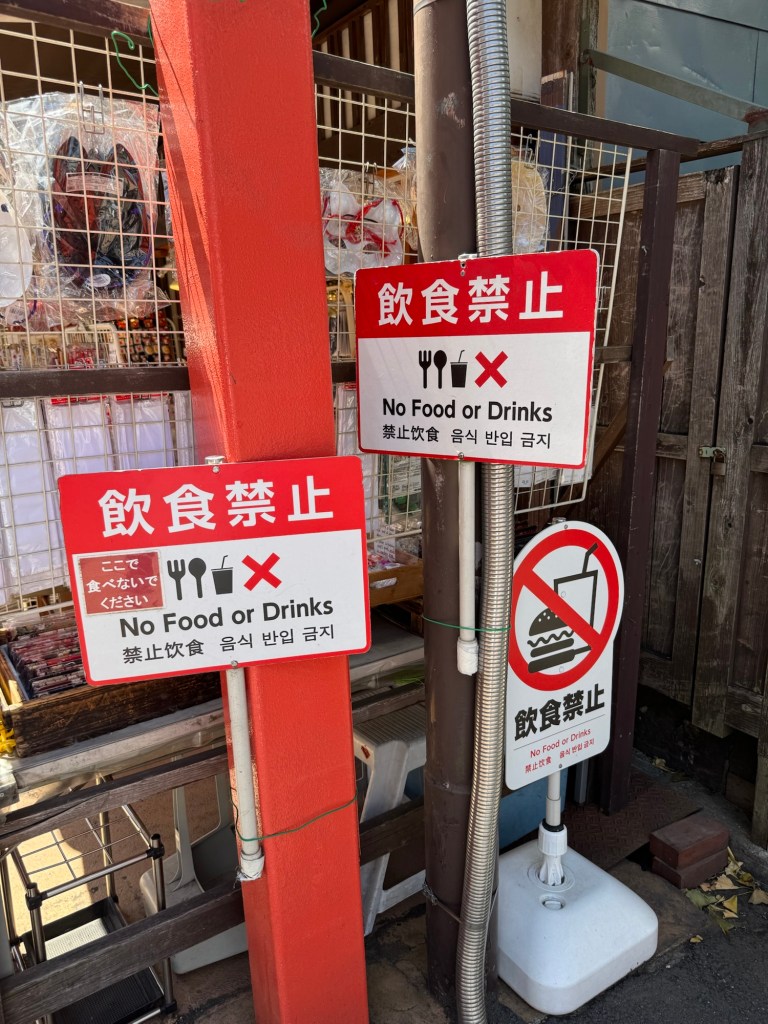 飲食禁止
No Food or Drinks
禁止饮食 음식 반입 금지
飲食禁止
ここで
食べないで
ください
No Food or Drinks
禁止饮食 음식 반입 금지
飲食禁止
No Food or Drinks
禁止饮食 음식 반입 금지